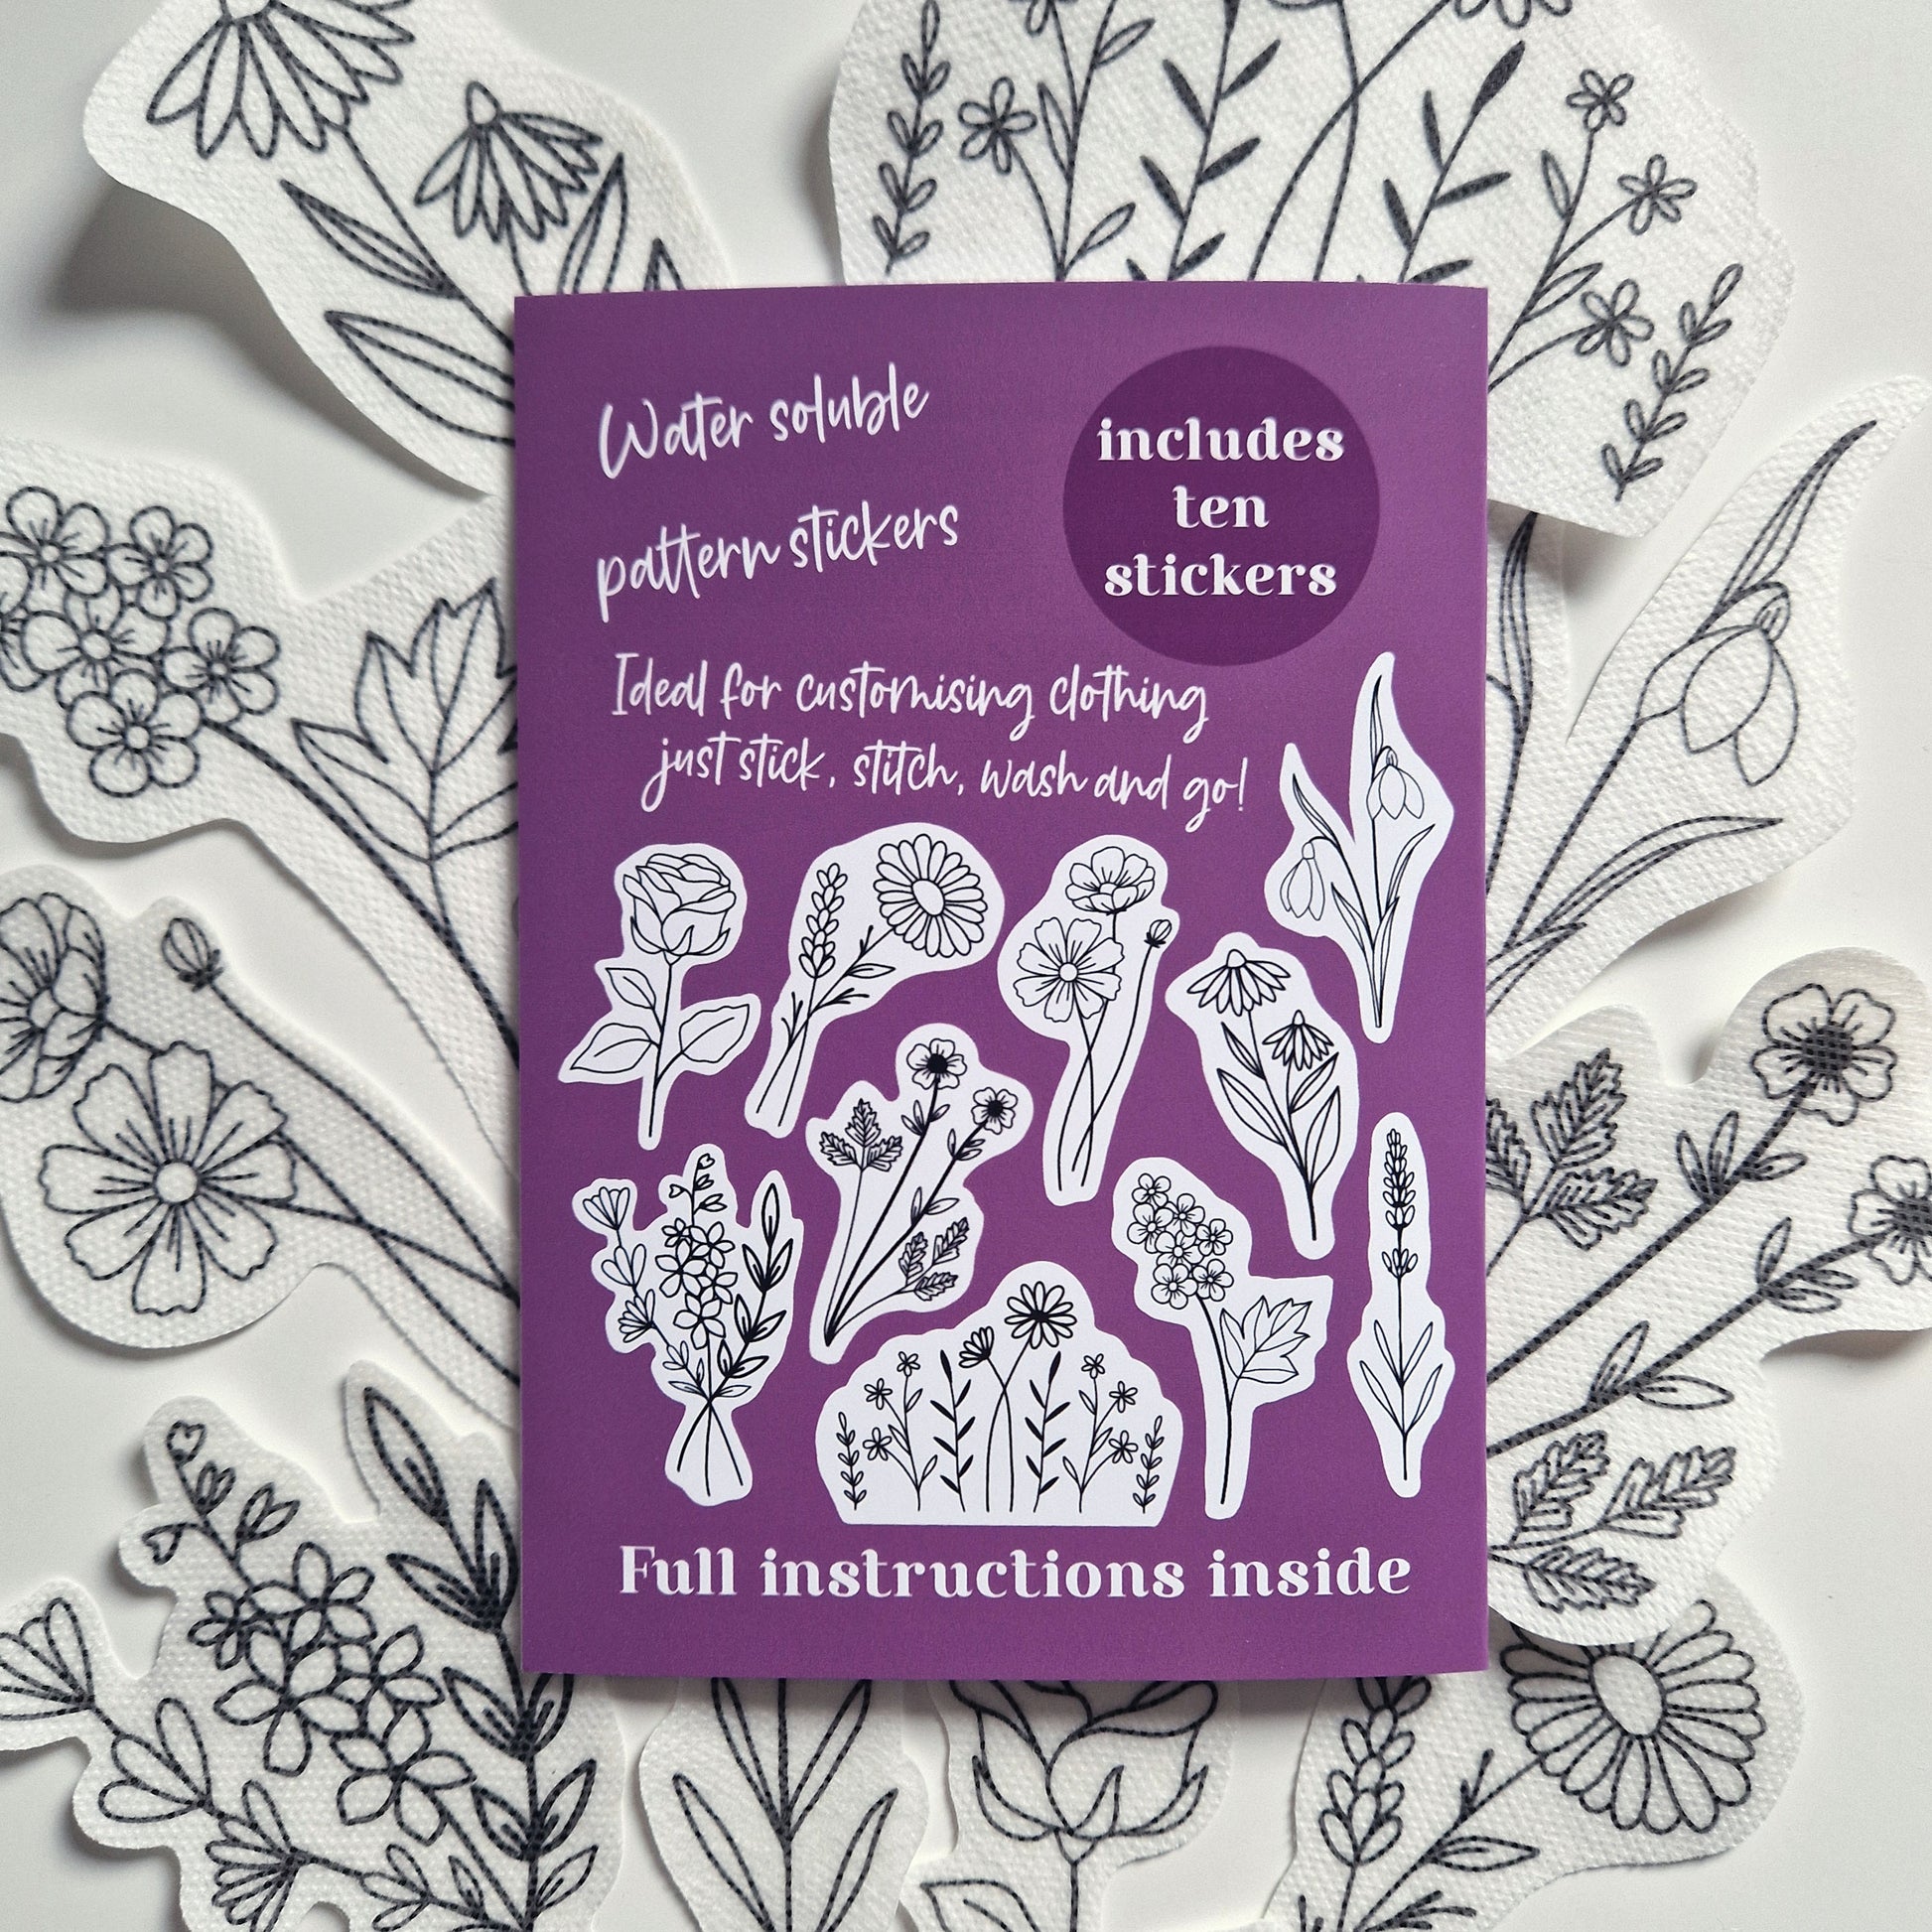 Water soluble
pattern stickers
includes
ten
stickers
Ideal for customising clothing
just stick, stitch, wash and go!
Full instructions inside